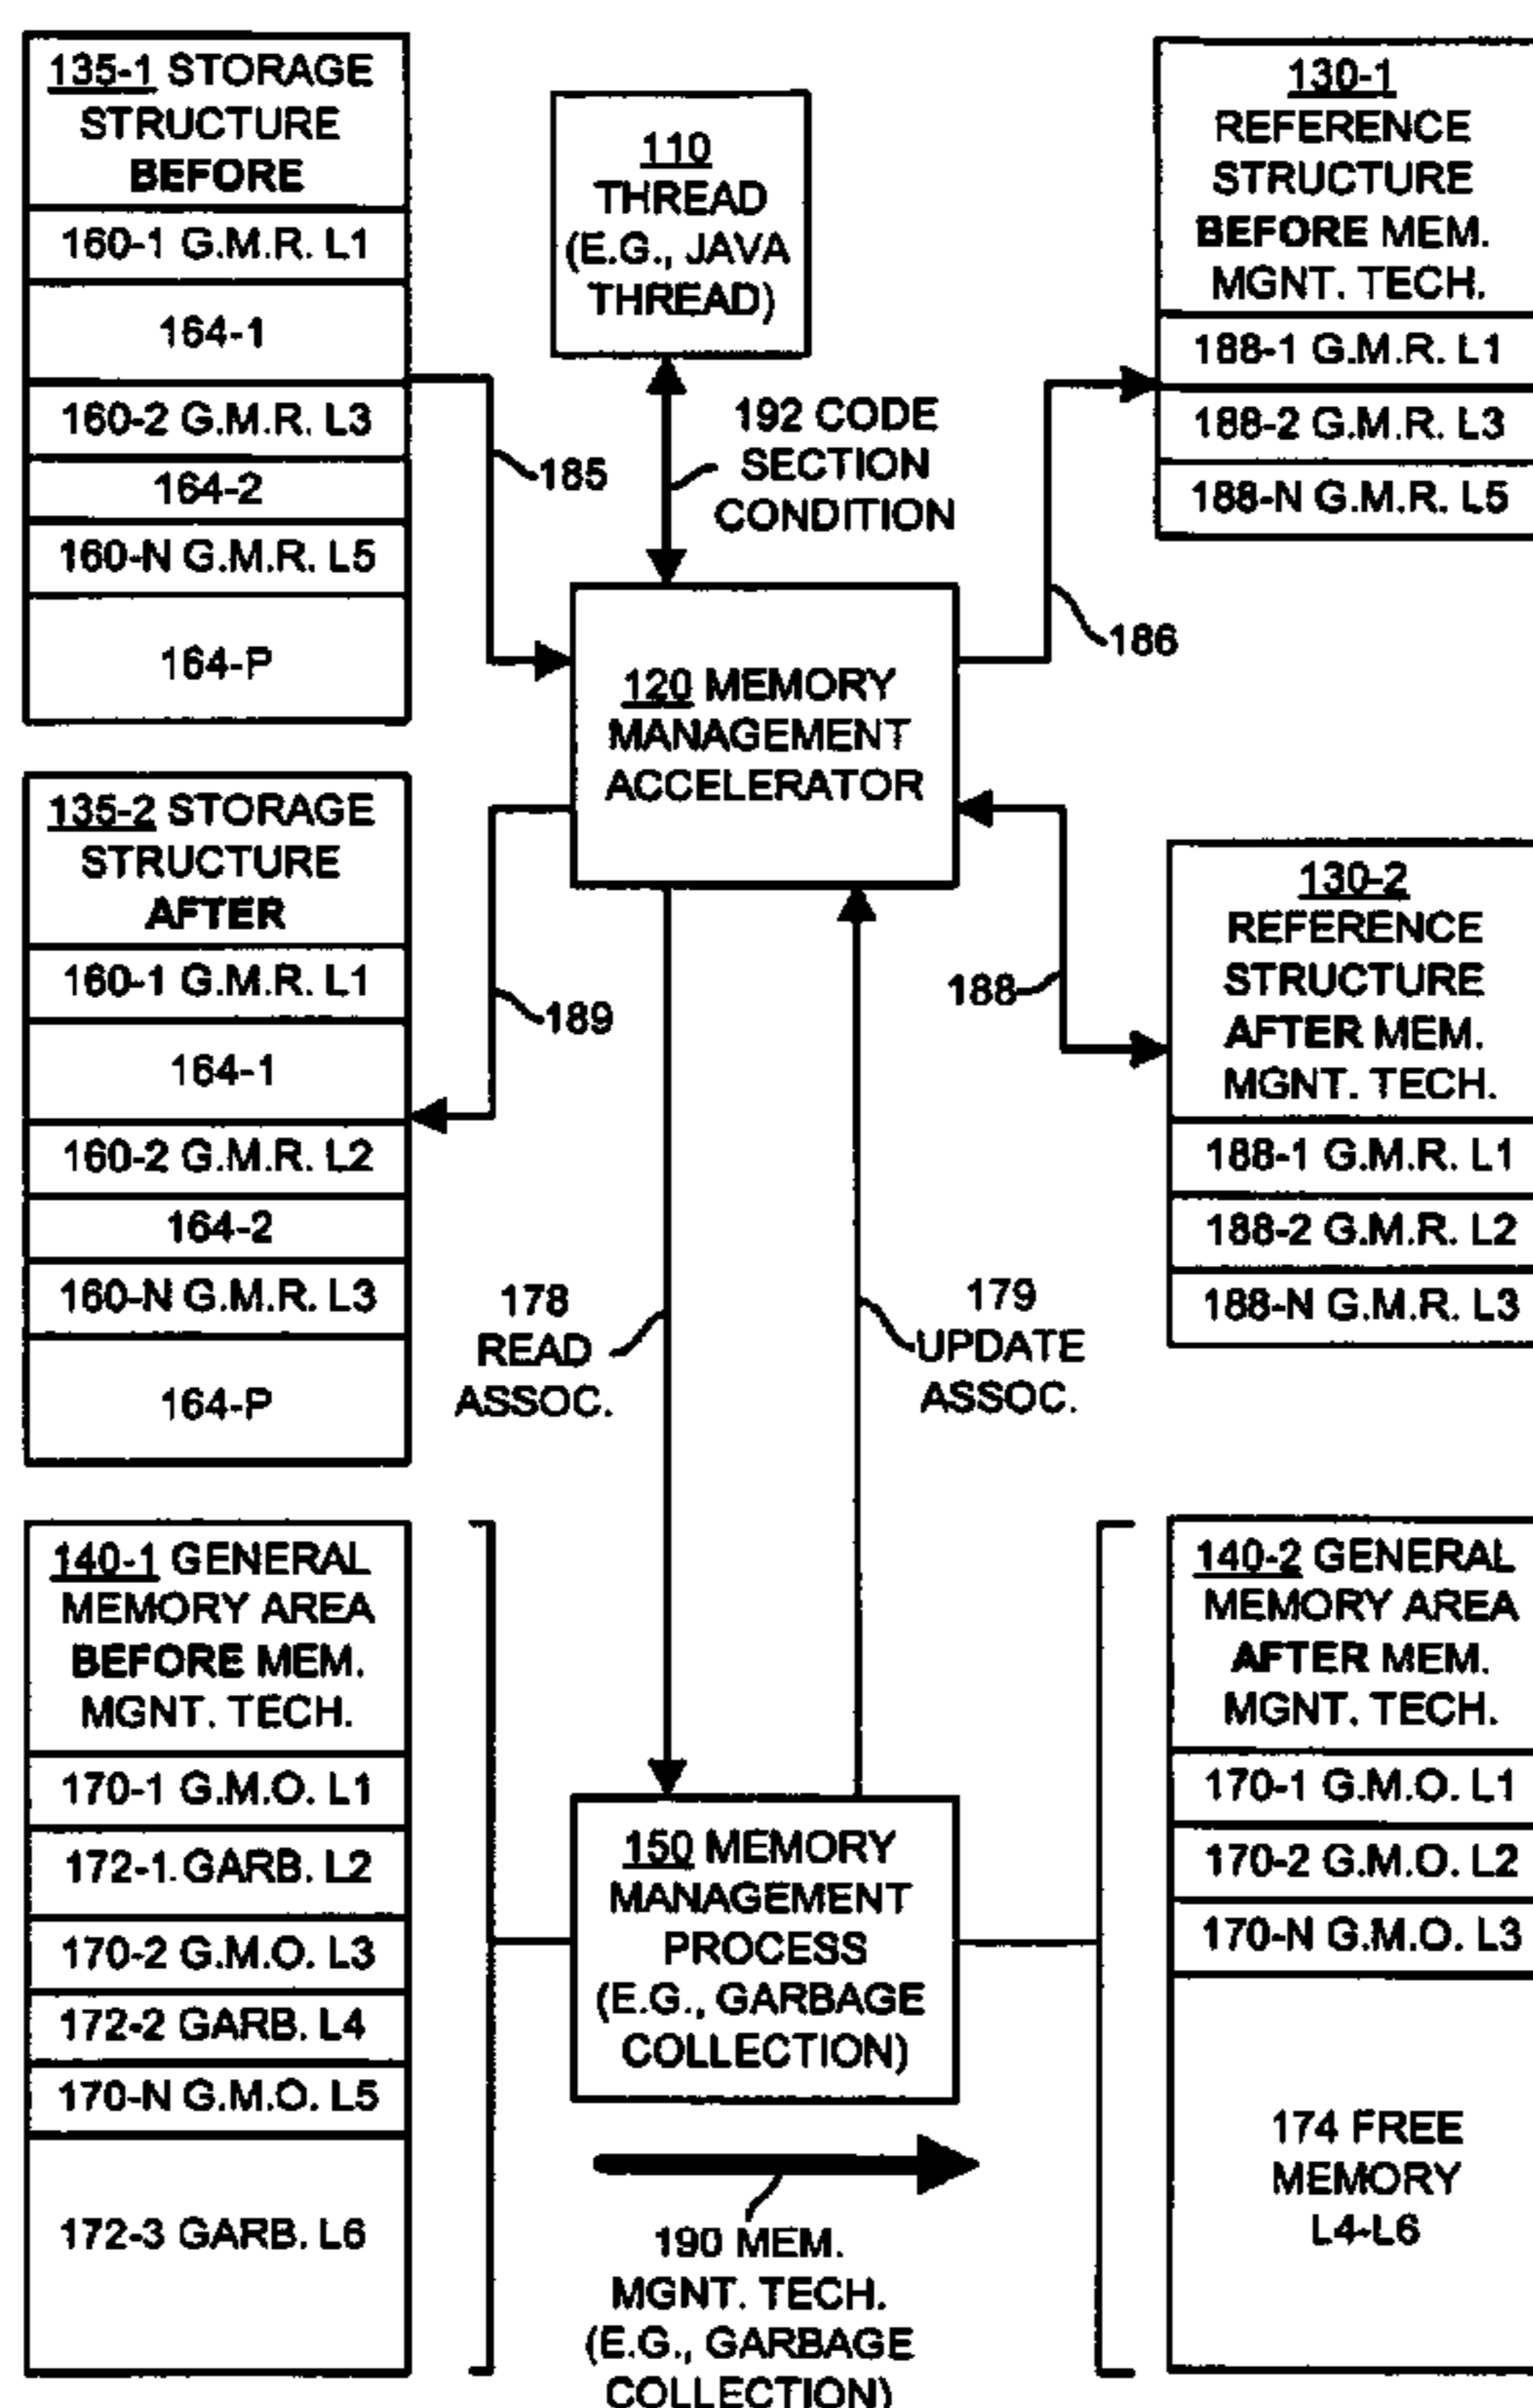 135-1 STORAGE
STRUCTURE
BEFORE
160-1 G.M.R. L1
164-1
160-2 G.M.R. L3
164-2
160-N G.M.R. L5
164-P
110
THREAD
(E.G., JAVA
THREAD)
192 CODE
SECTION
CONDITION
185
130-1
REFERENCE
STRUCTURE
BEFORE MEM.
MGNT. TECH.
188-1 G.M.R. L1
188-2 G.M.R. L3
188-N G.M.R. L5
186
120 MEMORY
MANAGEMENT
ACCELERATOR
135-2 STORAGE
STRUCTURE
AFTER
160-1 G.M.R. L1
164-1
160-2 G.M.R. L2
164-2
160-N G.M.R. L3
164-P
189
188
130-2
REFERENCE
STRUCTURE
AFTER MEM.
MGNT. TECH.
188-1 G.M.R. L1
188-2 G.M.R. L2
188-N G.M.R. L3
178
READ
ASSOC.
179
UPDATE
ASSOC.
140-1 GENERAL
MEMORY AREA
BEFORE MEM.
MGNT. TECH.
170-1 G.M.O. L1
172-1 GARB. L2
170-2 G.M.O. L3
172-2 GARB. L4
170-N G.M.O. L5
172-3 GARB. L6
150 MEMORY
MANAGEMENT
PROCESS
(E.G., GARBAGE
COLLECTION)
190 MEM.
MGNT. TECH.
(E.G., GARBAGE
COLLECTION)
140-2 GENERAL
MEMORY AREA
AFTER MEM.
MGNT. TECH.
170-1 G.M.O. L1
170-2 G.M.O. L2
170-N G.M.O. L3
174 FREE
MEMORY
L4-L6